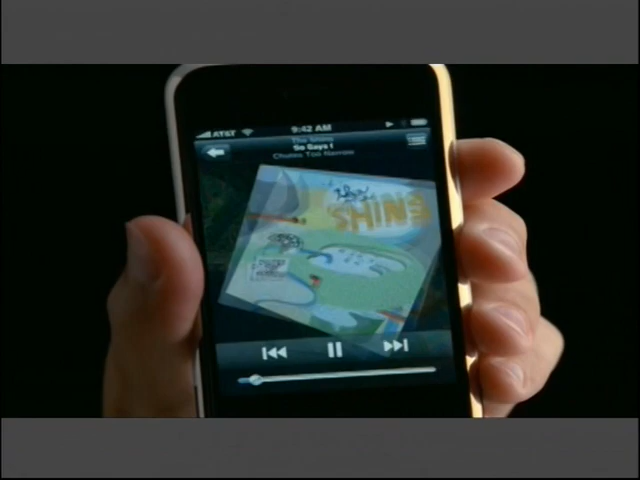 AT&T
9:42 AM
The Shins
So Says I
Chutes Too Narrow
SHINS